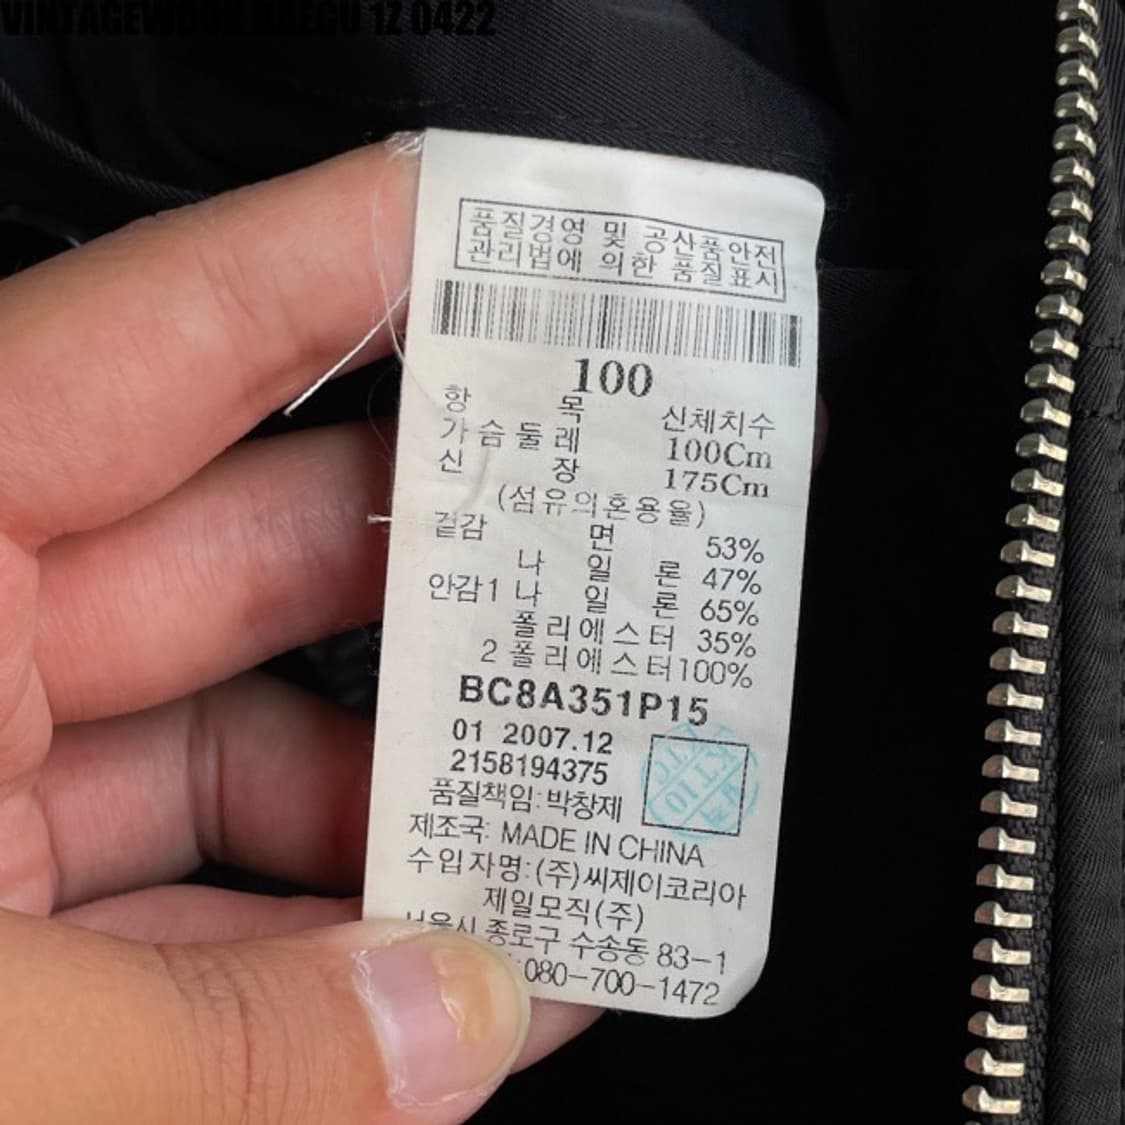 VINTAGEWOOK 1Z 0422
품질경영 및 공산품안전
관리법에 의한 품질표시
100
항 목 신체치수
가슴둘레 100Cm
신 장 175Cm
(섬유의혼용율)
겉감 면 53%
나 일 론 47%
안감1 나 일 론 65%
폴리에스터 35%
2 폴리에스터100%
BC8A351P15
01 2007.12
2158194375
품질책임:박창제
제조국: MADE IN CHINA
수입자명:(주)씨제이코리아
제일모직(주)
서울시 종로구 수송동 83-1
080-700-1472